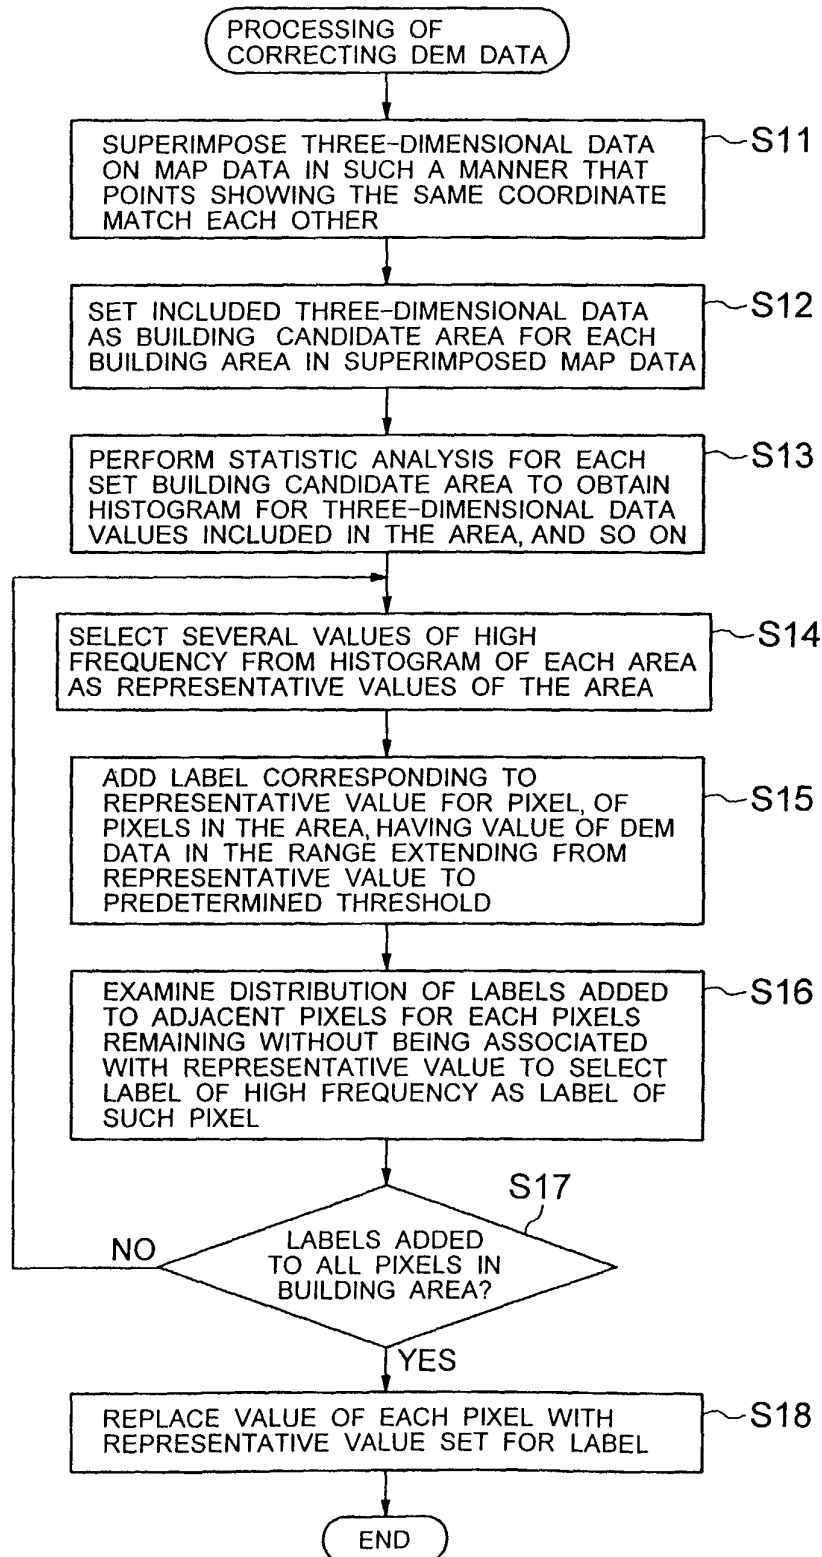 PROCESSING OF
CORRECTING DEM DATA
S11
SUPERIMPOSE THREE-DIMENSIONAL DATA
ON MAP DATA IN SUCH A MANNER THAT
POINTS SHOWING THE SAME COORDINATE
MATCH EACH OTHER
S12
SET INCLUDED THREE-DIMENSIONAL DATA
AS BUILDING CANDIDATE AREA FOR EACH
BUILDING AREA IN SUPERIMPOSED MAP DATA
S13
PERFORM STATISTIC ANALYSIS FOR EACH
SET BUILDING CANDIDATE AREA TO OBTAIN
HISTOGRAM FOR THREE-DIMENSIONAL DATA
VALUES INCLUDED IN THE AREA, AND SO ON
S14
SELECT SEVERAL VALUES OF HIGH
FREQUENCY FROM HISTOGRAM OF EACH AREA
AS REPRESENTATIVE VALUES OF THE AREA
S15
ADD LABEL CORRESPONDING TO
REPRESENTATIVE VALUE FOR PIXEL, OF
PIXELS IN THE AREA, HAVING VALUE OF DEM
DATA IN THE RANGE EXTENDING FROM
REPRESENTATIVE VALUE TO
PREDETERMINED THRESHOLD
S16
EXAMINE DISTRIBUTION OF LABELS ADDED
TO ADJACENT PIXELS FOR EACH PIXELS
REMAINING WITHOUT BEING ASSOCIATED
WITH REPRESENTATIVE VALUE TO SELECT
LABEL OF HIGH FREQUENCY AS LABEL OF
SUCH PIXEL
S17
LABELS ADDED
TO ALL PIXELS IN
BUILDING AREA?
NO
YES
S18
REPLACE VALUE OF EACH PIXEL WITH
REPRESENTATIVE VALUE SET FOR LABEL
END